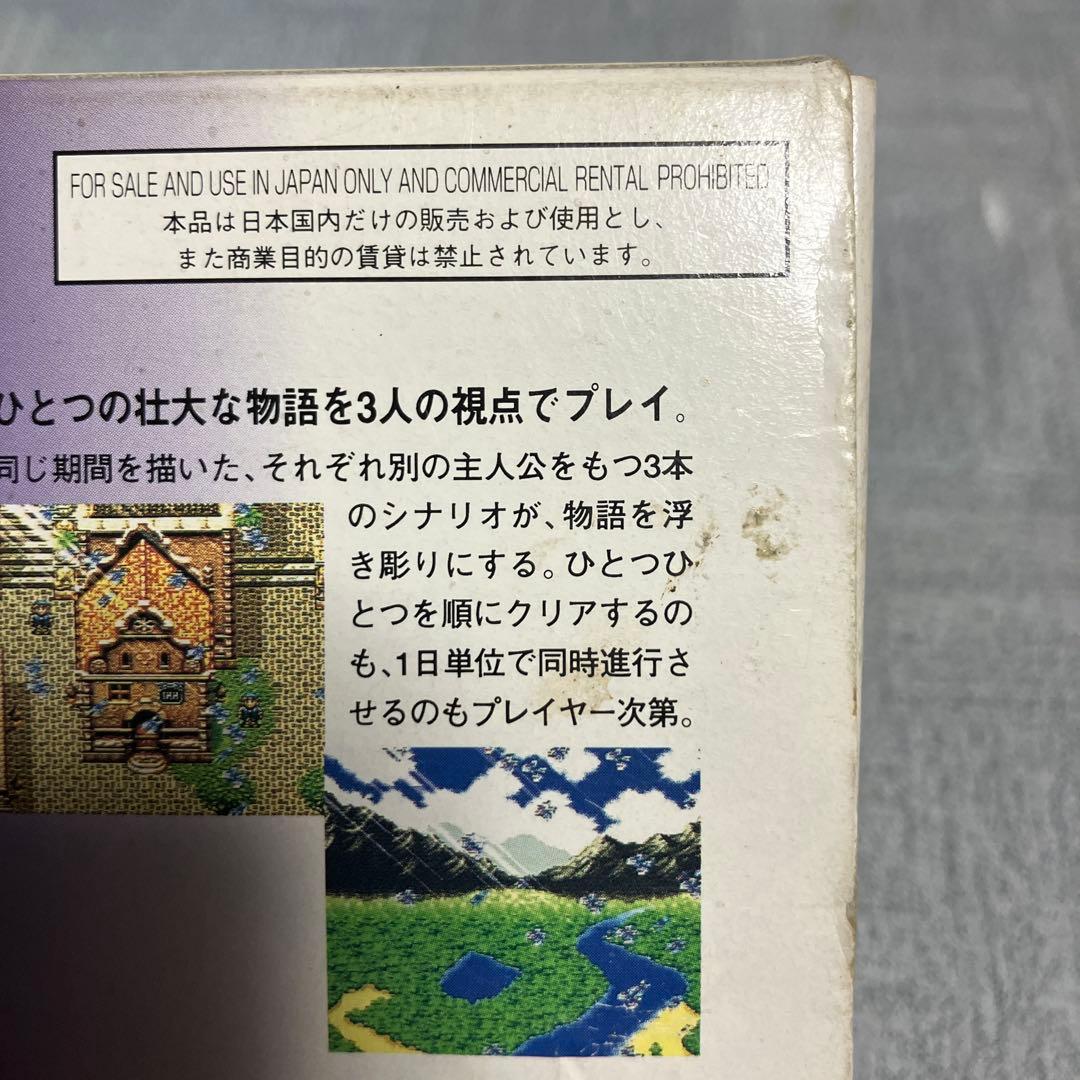 FOR SALE AND USE IN JAPAN ONLY AND COMMERCIAL RENTAL PROHIBITED
本品は日本国内だけの販売および使用とし、
また商業目的の賃貸は禁止されています。
ひとつの壮大な物語を3人の視点でプレイ。
同じ期間を描いた、それぞれ別の主人公をもつ3本
のシナリオが、物語を浮
き彫りにする。ひとつひ
とつを順にクリアするの
も、1日単位で同時進行さ
せるのもプレイヤー次第。
INN